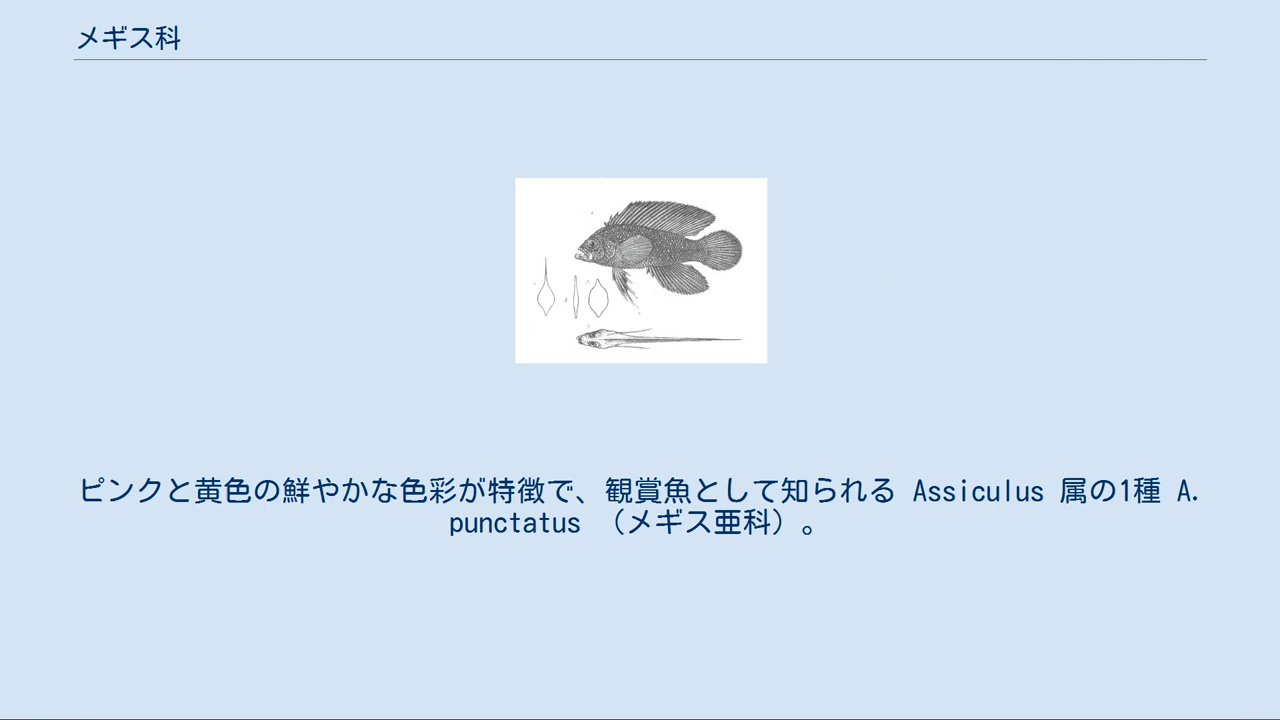 メギス科
ピンクと黄色の鮮やかな色彩が特徴で、観賞魚として知られる Assiculus 属の1種 A.
punctatus （メギス亜科）。